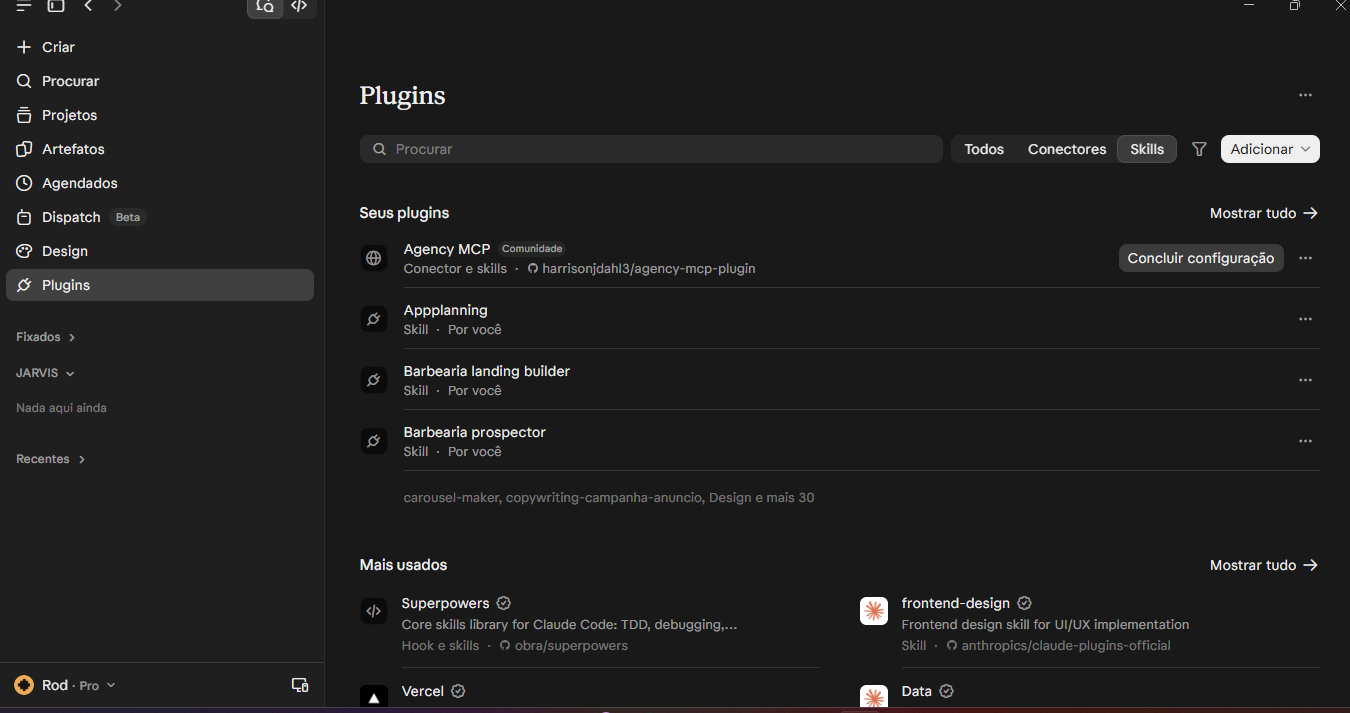 Criar
Procurar
Projetos
Artefatos
Agendados
Dispatch Beta
Design
Plugins
Fixados
JARVIS
Nada aqui ainda
Recentes
Rod · Pro
Plugins
Procurar
Todos Conectores Skills Adicionar
Seus plugins Mostrar tudo
Agency MCP Comunidade
Conector e skills · harrisonjdahl3/agency-mcp-plugin
Concluir configuração
Appplanning
Skill · Por você
Barbearia landing builder
Skill · Por você
Barbearia prospector
Skill · Por você
carousel-maker, copywriting-campanha-anuncio, Design e mais 30
Mais usados Mostrar tudo
Superpowers
Core skills library for Claude Code: TDD, debugging,...
Hook e skills · obra/superpowers
frontend-design
Frontend design skill for UI/UX implementation
Skill · anthropics/claude-plugins-official
Vercel
Data